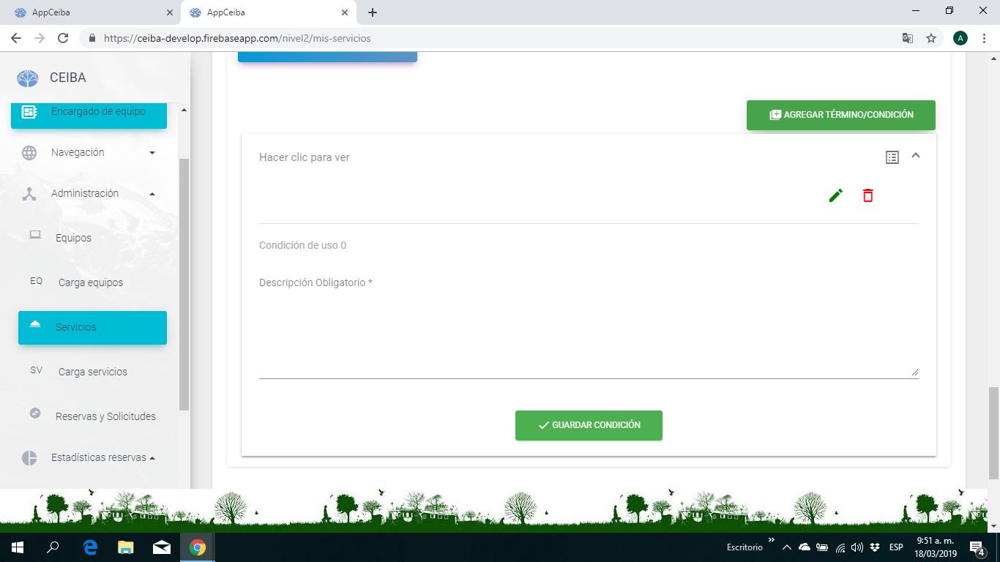 AppCeiba
AppCeiba
https://ceiba-develop.firebaseapp.com/nivel2/mis-servicios
A
CEIBA
Encargado de equipo
Navegación
Administración
Equipos
EQ Carga equipos
Servicios
SV Carga servicios
Reservas y Solicitudes
Estadísticas reservas
AGREGAR TÉRMINO/CONDICIÓN
Hacer clic para ver
Condición de uso 0
Descripción Obligatorio *
GUARDAR CONDICIÓN
Escritorio
ESP
9:51 a. m.
18/03/2019
4